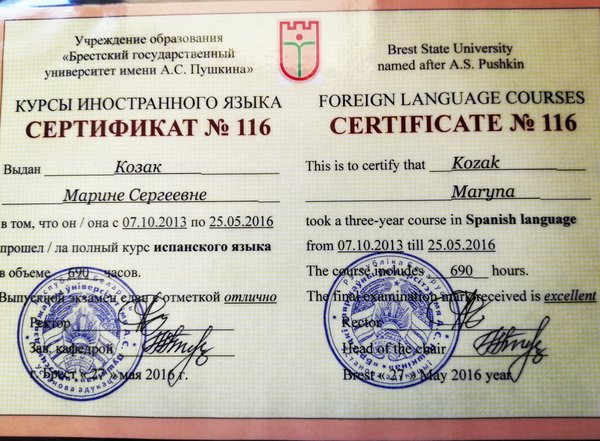 Учреждение образования
«Брестский государственный
университет имени А.С. Пушкина»
КУРСЫ ИНОСТРАННОГО ЯЗЫКА
СЕРТИФИКАТ № 116
Выдан Козак
Марине Сергеевне
в том, что он / она с 07.10.2013 по 25.05.2016
прошел / ла полный курс испанского языка
в объеме 690 часов.
Выпускной экзамен сдан с отметкой отлично
Ректор
Зав. кафедрой
г. Брест « 27 » мая 2016 г.
Brest State University
named after A.S. Pushkin
FOREIGN LANGUAGE COURSES
CERTIFICATE № 116
This is to certify that Kozak
Maryna
took a three-year course in Spanish language
from 07.10.2013 till 25.05.2016
The course includes 690 hours.
The final examination mark received is excellent
Rector
Head of the chair
Brest « 27 » May 2016 year